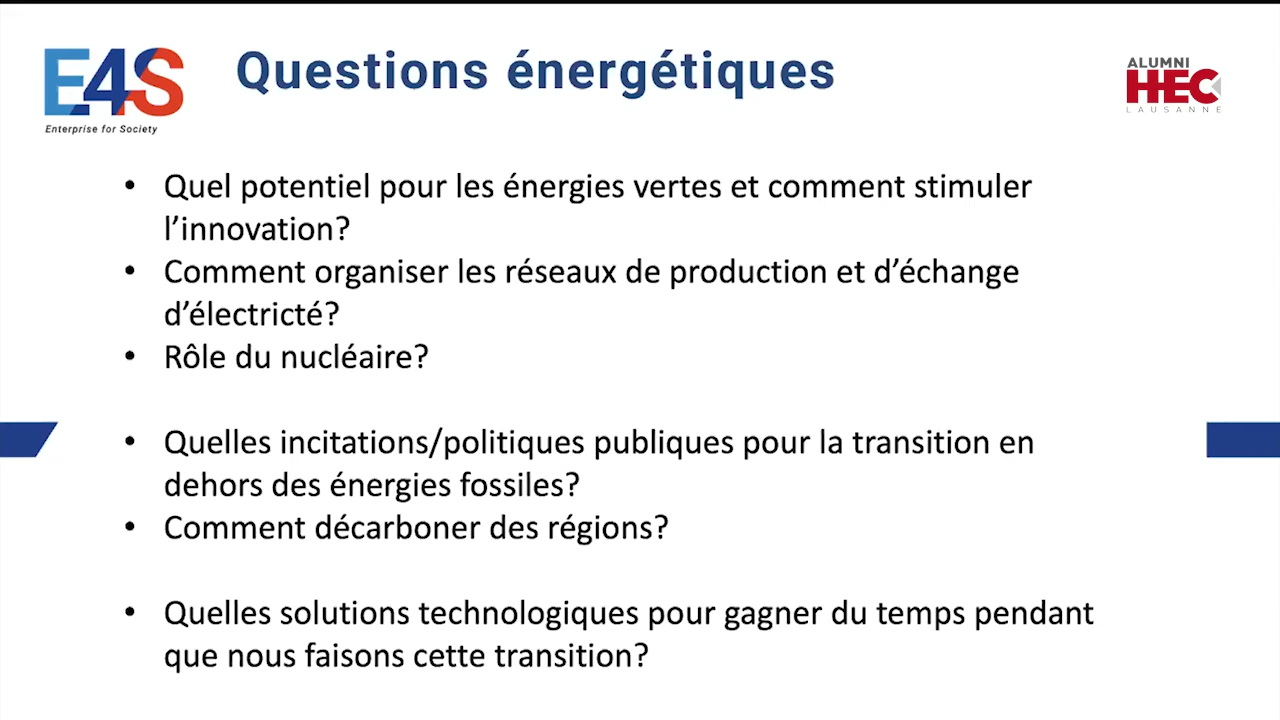 E4S
Enterprise for Society
Questions énergétiques
ALUMNI
HEC
LAUSANNE
• Quel potentiel pour les énergies vertes et comment stimuler
l’innovation?
• Comment organiser les réseaux de production et d’échange
d’électricté?
• Rôle du nucléaire?
• Quelles incitations/politiques publiques pour la transition en
dehors des énergies fossiles?
• Comment décarboner des régions?
• Quelles solutions technologiques pour gagner du temps pendant
que nous faisons cette transition?